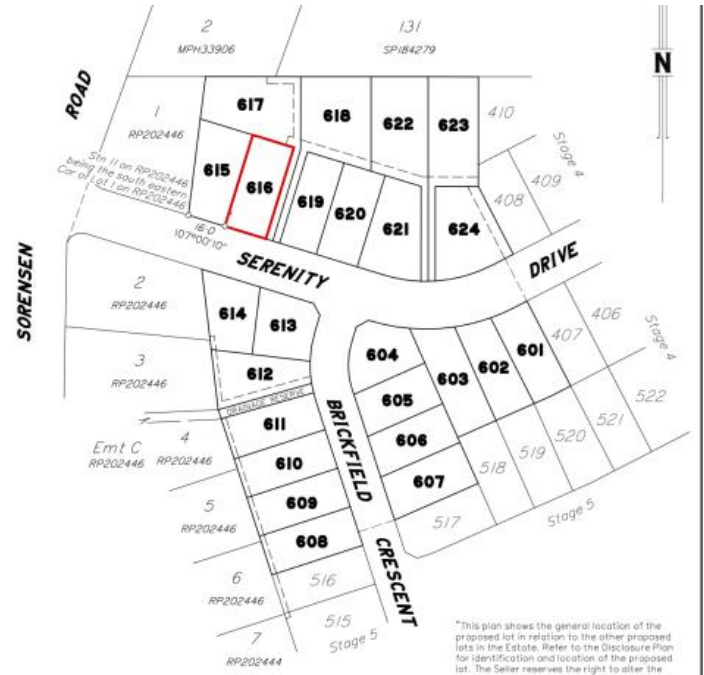 2
MPH33906
131
SP184279
N
ROAD
617
618
622
623
410
1
RP202446
Stage 4
Stn II on RP202446
being the south eastern
Cor of Lot 1 on RP202446
615
616
619
620
621
409
408
624
16·0
107°00'10"
SERENITY
DRIVE
SORENSEN
2
RP202446
614
613
604
603
602
601
407
406
Stage 4
3
RP202446
612
605
522
DRAINAGE RESERVE
BRICKFIELD
611
606
521
Emt C
RP202446
4
RP202446
610
607
518
519
520
5
RP202446
609
517
Stage 5
608
CRESCENT
6
RP202446
516
515
Stage 5
7
RP202444
"This plan shows the general location of the
proposed lot in relation to the other proposed
lots in the Estate. Refer to the Disclosure Plan
for identification and location of the proposed
lot. The Seller reserves the right to alter the